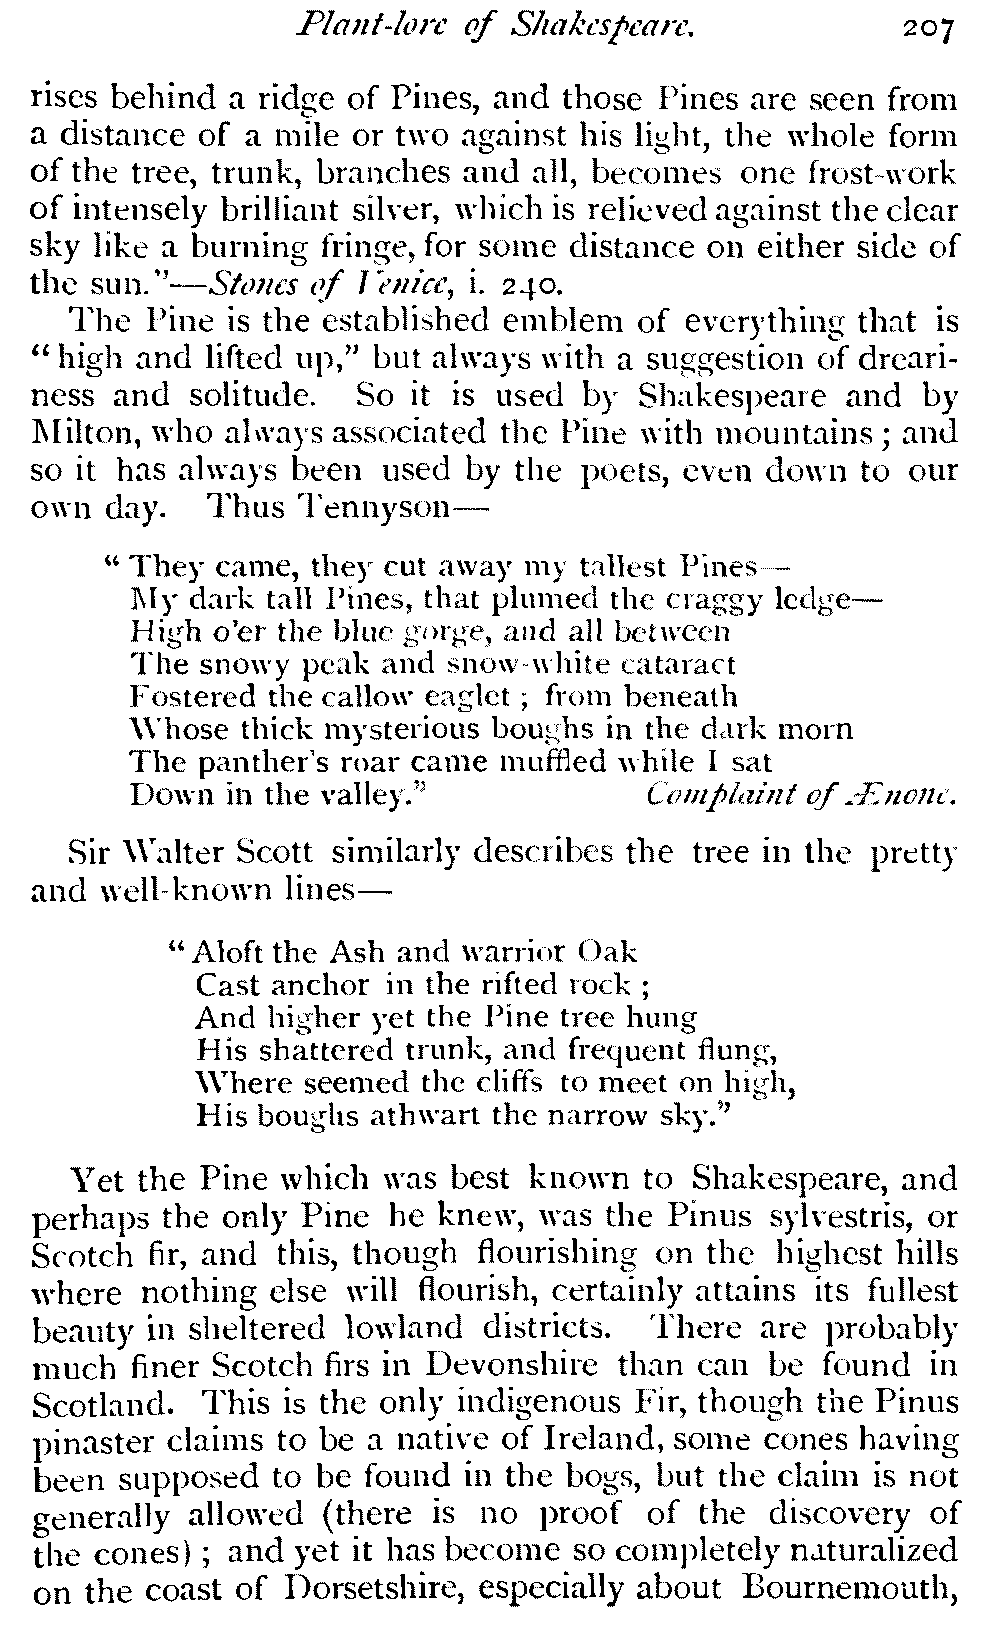 Plant-lore of Shakespeare. 207
rises behind a ridge of Pines, and those Pines are seen from
a distance of a mile or two against his light, the whole form
of the tree, trunk, branches and all, becomes one frost-work
of intensely brilliant silver, which is relieved against the clear
sky like a burning fringe, for some distance on either side of
the sun."—Stones of Venice, i. 240.
The Pine is the established emblem of everything that is
"high and lifted up," but always with a suggestion of dreari-
ness and solitude. So it is used by Shakespeare and by
Milton, who always associated the Pine with mountains; and
so it has always been used by the poets, even down to our
own day. Thus Tennyson—
"They came, they cut away my tallest Pines—
My dark tall Pines, that plumed the craggy ledge—
High o'er the blue gorge, and all between
The snowy peak and snow-white cataract
Fostered the callow eaglet; from beneath
Whose thick mysterious boughs in the dark morn
The panther's roar came muffled while I sat
Down in the valley." Complaint of Ænone.
Sir Walter Scott similarly describes the tree in the pretty
and well-known lines—
"Aloft the Ash and warrior Oak
Cast anchor in the rifted rock;
And higher yet the Pine tree hung
His shattered trunk, and frequent flung,
Where seemed the cliffs to meet on high,
His boughs athwart the narrow sky."
Yet the Pine which was best known to Shakespeare, and
perhaps the only Pine he knew, was the Pinus sylvestris, or
Scotch fir, and this, though flourishing on the highest hills
where nothing else will flourish, certainly attains its fullest
beauty in sheltered lowland districts. There are probably
much finer Scotch firs in Devonshire than can be found in
Scotland. This is the only indigenous Fir, though the Pinus
pinaster claims to be a native of Ireland, some cones having
been supposed to be found in the bogs, but the claim is not
generally allowed (there is no proof of the discovery of
the cones); and yet it has become so completely naturalized
on the coast of Dorsetshire, especially about Bournemouth,